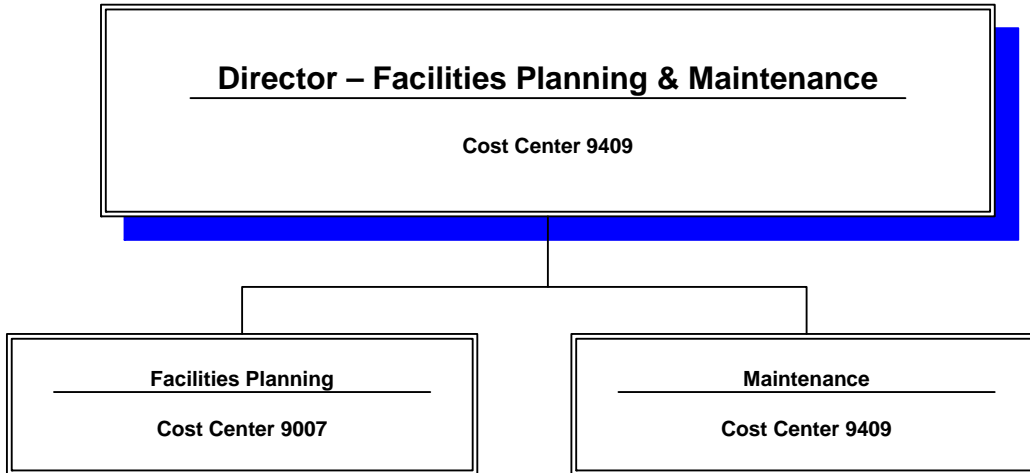 Director – Facilities Planning & Maintenance
Cost Center 9409
Facilities Planning
Cost Center 9007
Maintenance
Cost Center 9409